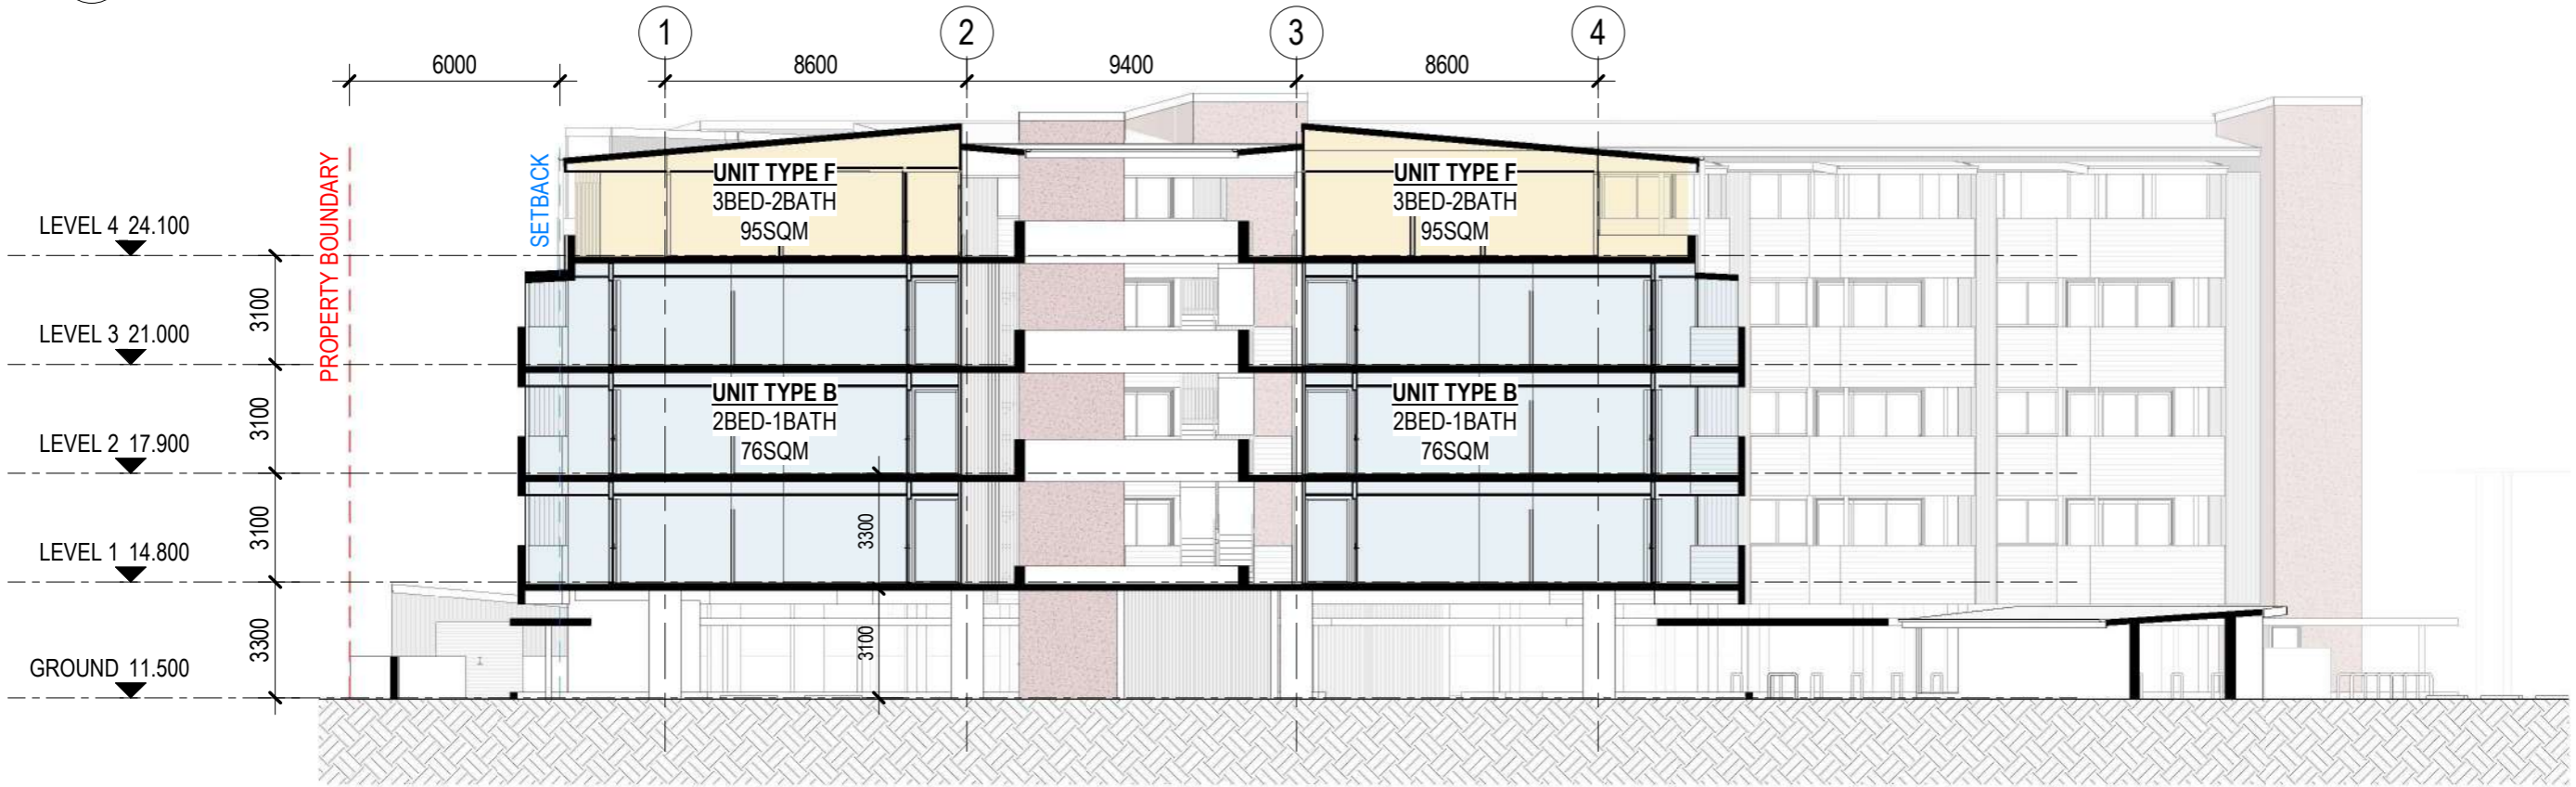 1 2 3 4
6000 8600 9400 8600
PROPERTY BOUNDARY
SETBACK
UNIT TYPE F
3BED-2BATH
95SQM
UNIT TYPE F
3BED-2BATH
95SQM
LEVEL 4 24.100
3100
LEVEL 3 21.000
3100
UNIT TYPE B
2BED-1BATH
76SQM
UNIT TYPE B
2BED-1BATH
76SQM
LEVEL 2 17.900
3100
3300
LEVEL 1 14.800
3300
3100
GROUND 11.500